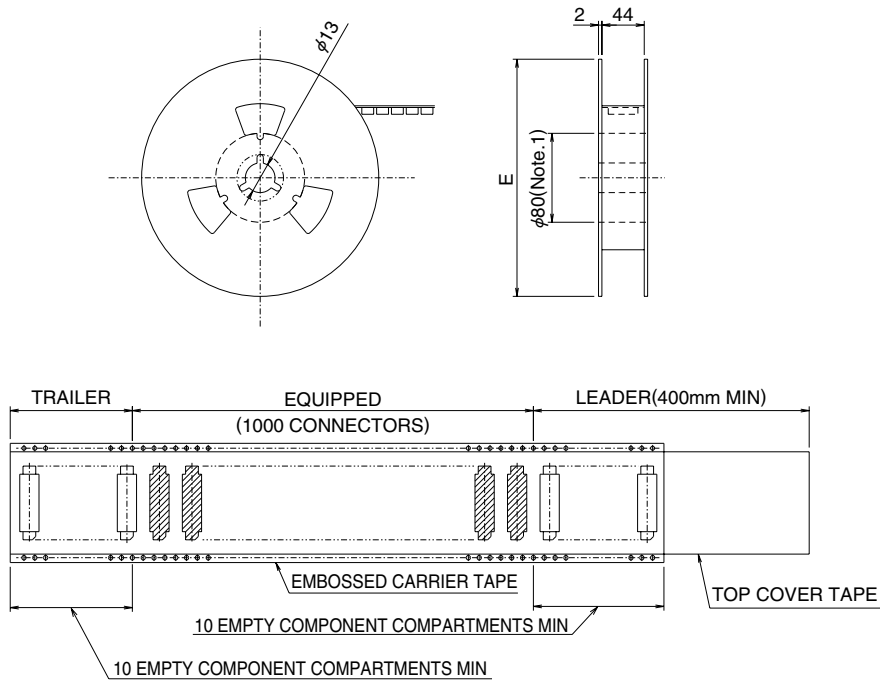 φ13
2
44
E
φ80(Note.1)
TRAILER
EQUIPPED
(1000 CONNECTORS)
LEADER(400mm MIN)
EMBOSSED CARRIER TAPE
TOP COVER TAPE
10 EMPTY COMPONENT COMPARTMENTS MIN
10 EMPTY COMPONENT COMPARTMENTS MIN